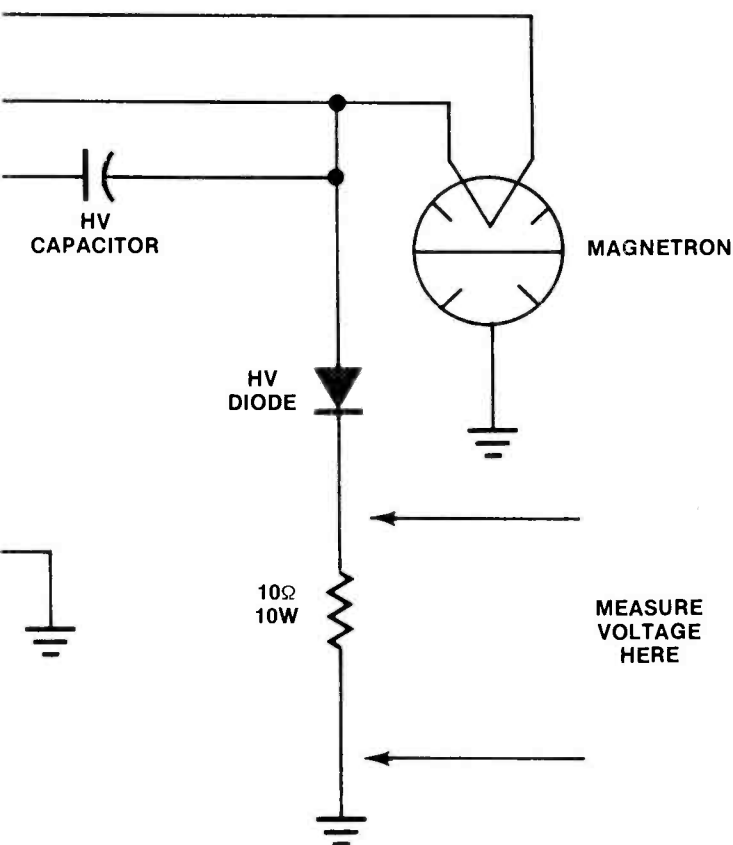 HV
CAPACITOR
MAGNETRON
HV
DIODE
10Ω
10W
MEASURE
VOLTAGE
HERE